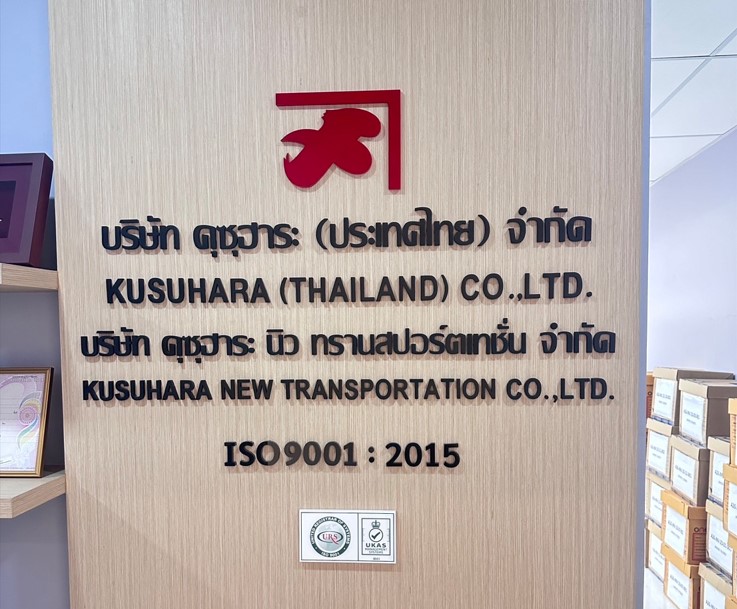 บริษัท คุซุฮาระ (ประเทศไทย) จำกัด
KUSUHARA (THAILAND) CO.,LTD.
บริษัท คุซุฮาระ นิว ทรานสปอร์ตเทชั่น จำกัด
KUSUHARA NEW TRANSPORTATION CO.,LTD.
ISO9001 : 2015
URS
UKAS
MANAGEMENT
SYSTEMS